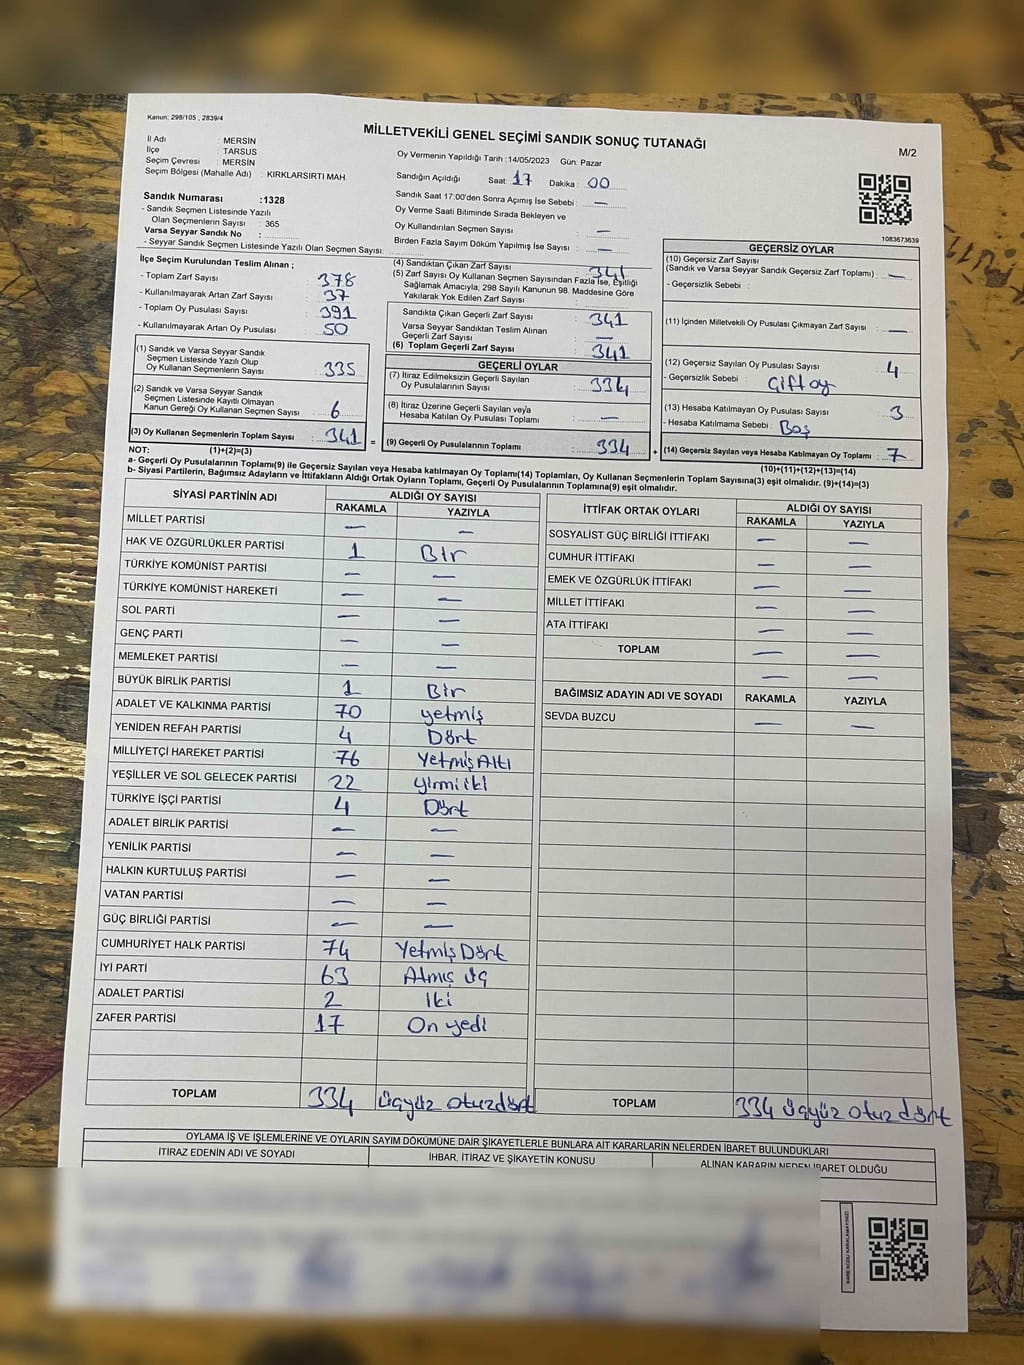 Kanun: 298/105 , 2839/4
MİLLETVEKİLİ GENEL SEÇİMİ SANDIK SONUÇ TUTANAĞI
M/2
İl Adı : MERSİN
İlçe : TARSUS
Seçim Çevresi : MERSİN
Seçim Bölgesi (Mahalle Adı) : KIRKLARSIRTI MAH.
Oy Vermenin Yapıldığı Tarih : 14/05/2023 Gün: Pazar
Sandığın Açıldığı Saat: 17 Dakika : 00
Sandık Saat 17.00'den Sonra Açımış İse Sebebi : —
Oy Verme Saati Bitiminde Sırada Bekleyen ve
Oy Kullandırılan Seçmen Sayısı : —
Birden Fazla Sayım Döküm Yapılmış İse Sayısı : —
Sandık Numarası :1328
- Sandık Seçmen Listesinde Yazılı
Olan Seçmenlerin Sayısı : 365
Varsa Seyyar Sandık No :
- Seyyar Sandık Seçmen Listesinde Yazılı Olan Seçmen Sayısı:
1083673639
İlçe Seçim Kurulundan Teslim Alınan ;
- Toplam Zarf Sayısı : 378
- Kullanılmayarak Artan Zarf Sayısı : 37
- Toplam Oy Pusulası Sayısı : 391
- Kullanılmayarak Artan Oy Pusulası : 50
(1) Sandık ve Varsa Seyyar Sandık
Seçmen Listesinde Yazılı Olup
Oy Kullanan Seçmenlerin Sayısı : 335
(2) Sandık ve Varsa Seyyar Sandık
Seçmen Listesinde Kayıtlı Olmayan
Kanun Gereği Oy Kullanan Seçmen Sayısı : 6
(3) Oy Kullanan Seçmenlerin Toplam Sayısı : 341 =
(4) Sandıktan Çıkan Zarf Sayısı : 341
(5) Zarf Sayısı Oy Kullanan Seçmen Sayısından Fazla İse, Eşitliği
Sağlamak Amacıyla, 298 Sayılı Kanunun 98. Maddesine Göre
Yakılarak Yok Edilen Zarf Sayısı :
Sandıkta Çıkan Geçerli Zarf Sayısı : 341
Varsa Seyyar Sandıktan Teslim Alınan
Geçerli Zarf Sayısı : —
(6) Toplam Geçerli Zarf Sayısı : 341
GEÇERLİ OYLAR
(7) İtiraz Edilmeksizin Geçerli Sayılan
Oy Pusulalarının Sayısı : 334
(8) İtiraz Üzerine Geçerli Sayılan veya
Hesaba Katılan Oy Pusulası Toplamı : —
(9) Geçerli Oy Pusulalarının Toplamı : 334 +
GEÇERSİZ OYLAR
(10) Geçersiz Zarf Sayısı
(Sandık ve Varsa Seyyar Sandık Geçersiz Zarf Toplamı) : —
- Geçersizlik Sebebi :
(11) İçinden Milletvekili Oy Pusulası Çıkmayan Zarf Sayısı : —
(12) Geçersiz Sayılan Oy Pusulası Sayısı : 4
- Geçersizlik Sebebi : Çift oy
(13) Hesaba Katılmayan Oy Pusulası Sayısı : 3
- Hesaba Katılmama Sebebi : Boş
(14) Geçersiz Sayılan veya Hesaba Katılmayan Oy Toplamı : 7
NOT: (1)+(2)=(3)
(10)+(11)+(12)+(13)=(14)
a- Geçerli Oy Pusulalarının Toplamı(9) ile Geçersiz Sayılan veya Hesaba katılmayan Oy Toplamı(14) Toplamları, Oy Kullanan Seçmenlerin Toplam Sayısına(3) eşit olmalıdır. (9)+(14)=(3)
b- Siyasi Partilerin, Bağımsız Adayların ve İttifakların Aldığı Ortak Oyların Toplamı, Geçerli Oy Pusulalarının Toplamına(9) eşit olmalıdır.
SİYASİ PARTİNİN ADI ALDIĞI OY SAYISI
RAKAMLA YAZIYLA
MİLLET PARTİSİ — —
HAK VE ÖZGÜRLÜKLER PARTİSİ 1 Bir
TÜRKİYE KOMÜNİST PARTİSİ — —
TÜRKİYE KOMÜNİST HAREKETİ — —
SOL PARTİ — —
GENÇ PARTİ — —
MEMLEKET PARTİSİ — —
BÜYÜK BİRLİK PARTİSİ 1 Bir
ADALET VE KALKINMA PARTİSİ 70 yetmiş
YENİDEN REFAH PARTİSİ 4 Dört
MİLLİYETÇİ HAREKET PARTİSİ 76 Yetmiş Altı
YEŞİLLER VE SOL GELECEK PARTİSİ 22 yirmi iki
TÜRKİYE İŞÇİ PARTİSİ 4 Dört
ADALET BİRLİK PARTİSİ — —
YENİLİK PARTİSİ — —
HALKIN KURTULUŞ PARTİSİ — —
VATAN PARTİSİ — —
GÜÇ BİRLİĞİ PARTİSİ — —
CUMHURİYET HALK PARTİSİ 74 Yetmiş Dört
İYİ PARTİ 63 Atmış üç
ADALET PARTİSİ 2 İki
ZAFER PARTİSİ 17 On yedi
TOPLAM 334 üçyüz otuzdört
İTTİFAK ORTAK OYLARI ALDIĞI OY SAYISI
RAKAMLA YAZIYLA
SOSYALİST GÜÇ BİRLİĞİ İTTİFAKI — —
CUMHUR İTTİFAKI — —
EMEK VE ÖZGÜRLÜK İTTİFAKI — —
MİLLET İTTİFAKI — —
ATA İTTİFAKI — —
TOPLAM — —
— —
BAĞIMSIZ ADAYIN ADI VE SOYADI RAKAMLA YAZIYLA
SEVDA BUZCU — —
TOPLAM 334 üçyüz otuz dört
OYLAMA İŞ VE İŞLEMLERİNE VE OYLARIN SAYIM DÖKÜMÜNE DAİR ŞİKAYETLERLE BUNLARA AİT KARARLARIN NELERDEN İBARET BULUNDUKLARI
İTİRAZ EDENİN ADI VE SOYADI İHBAR, İTİRAZ VE ŞİKAYETİN KONUSU ALINAN KARARIN NEDEN İBARET OLDUĞU
KARE KODU KARALAMAYINIZ!